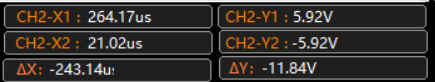 CH2-X1 : 264.17us CH2-Y1 : 5.92V
CH2-X2 : 21.02us CH2-Y2 : -5.92V
ΔX: -243.14u ΔY: -11.84V